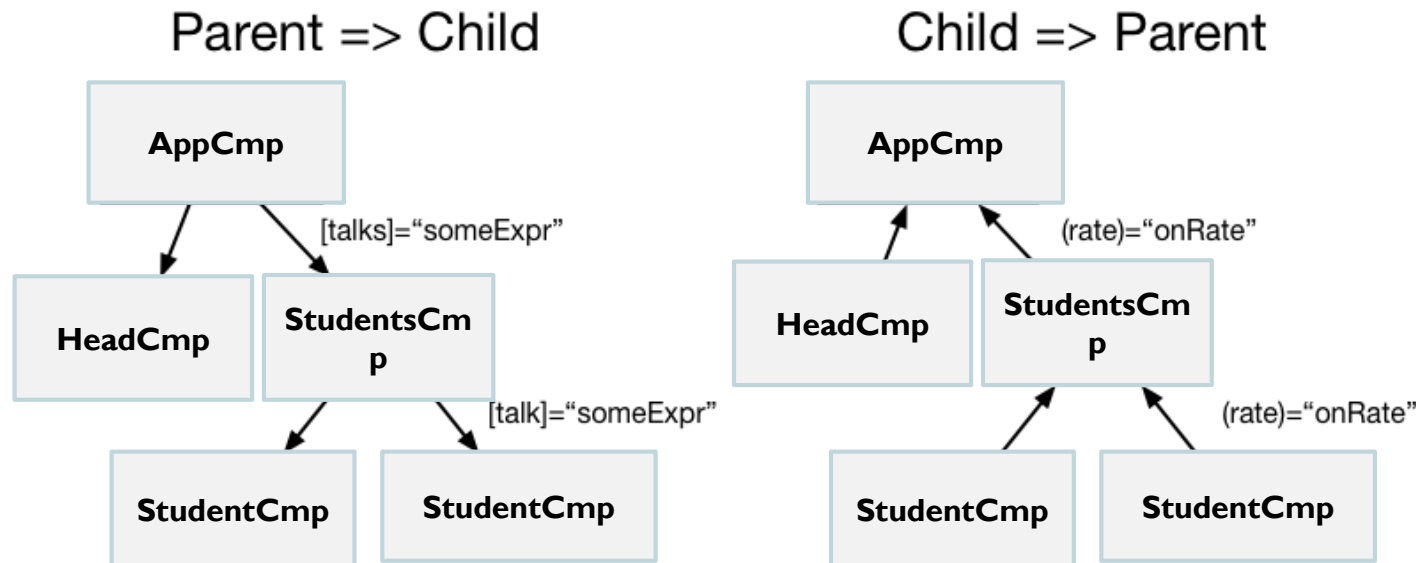 Parent => Child
AppCmp
[talks]=“someExpr”
HeadCmp
StudentsCm
p
[talk]=“someExpr”
StudentCmp
StudentCmp
Child => Parent
AppCmp
(rate)=“onRate”
HeadCmp
StudentsCm
p
(rate)=“onRate”
StudentCmp
StudentCmp